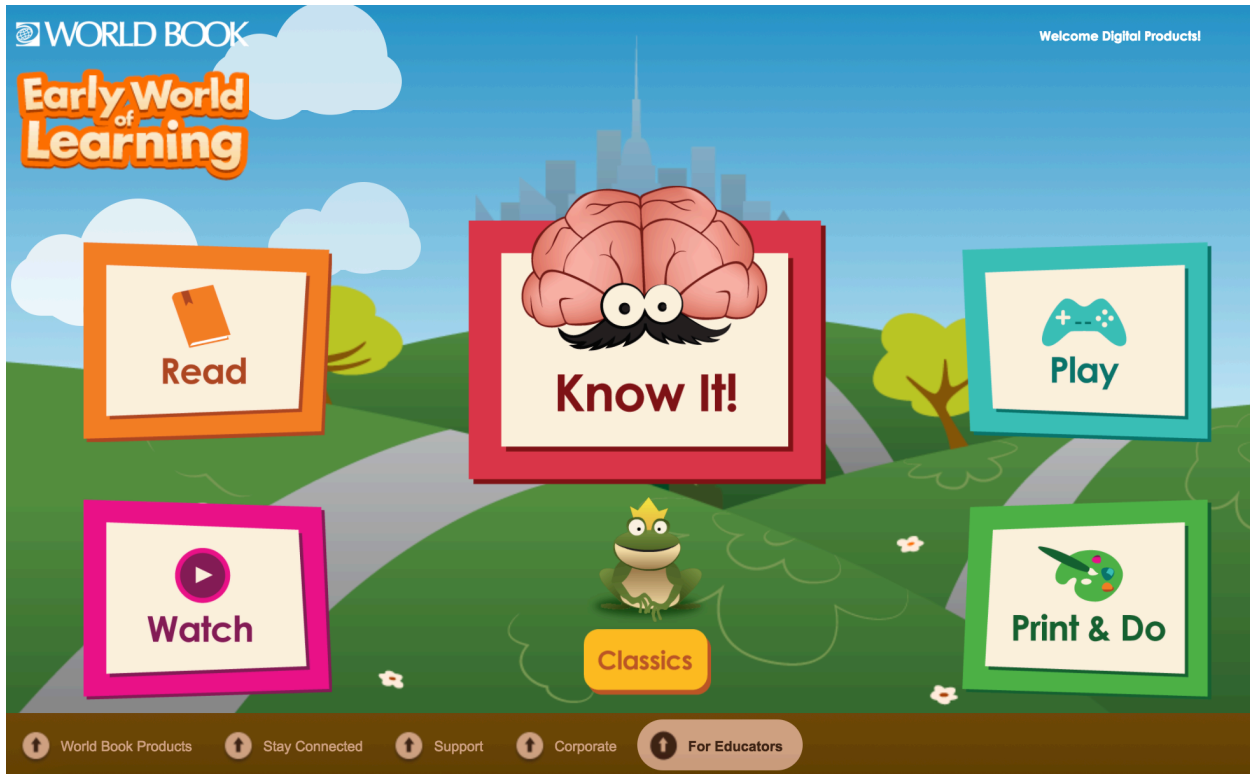 WORLD BOOK
Welcome Digital Products!
Early World
of
Learning
Read
Know It!
Play
Watch
Classics
Print & Do
World Book Products
Stay Connected
Support
Corporate
For Educators